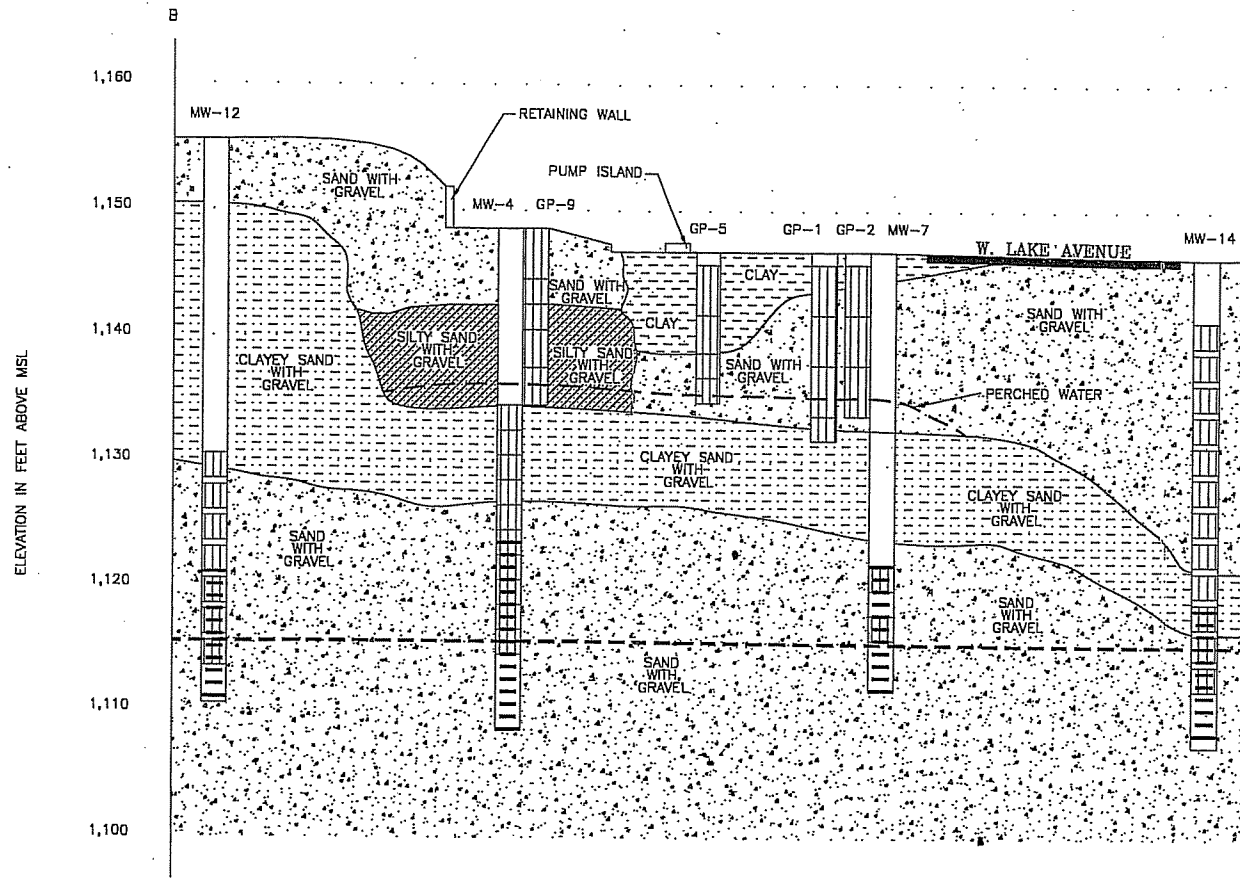 B
1,160
MW-12
RETAINING WALL
PUMP ISLAND
SAND WITH
GRAVEL
1,150
MW-4
GP-9
GP-5
GP-1
GP-2
MW-7
W. LAKE AVENUE
MW-14
CLAY
SAND WITH
GRAVEL
SAND WITH
GRAVEL
1,140
CLAY
SILTY SAND
WITH
GRAVEL
SILTY SAND
WITH
GRAVEL
CLAYEY SAND
WITH
GRAVEL
SAND WITH
GRAVEL
PERCHED WATER
1,130
CLAYEY SAND
WITH
GRAVEL
CLAYEY SAND
WITH
GRAVEL
ELEVATION IN FEET ABOVE MSL
SAND
WITH
GRAVEL
1,120
SAND
WITH
GRAVEL
SAND
WITH
GRAVEL
1,110
1,100